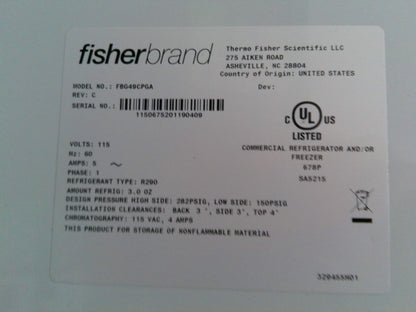 fisherbrand
Thermo Fisher Scientific LLC
275 AIKEN ROAD
ASHEVILLE, NC 28804
Country of Origin: UNITED STATES
MODEL NO.: FBG49CPGA
REV: C
Dev:
SERIAL NO.:
1150675201190409
C UL US
LISTED
COMMERCIAL REFRIGERATOR AND/OR
FREEZER
678P
SA5215
VOLTS: 115
Hz: 60
AMPS: 5 ~
PHASE: 1
REFRIGERANT TYPE: R290
AMOUNT REFRIG: 3.0 OZ
DESIGN PRESSURE HIGH SIDE: 282PSIG, LOW SIDE: 150PSIG
INSTALLATION CLEARANCES: BACK 3 ', SIDE 3", TOP 4"
CHROMATOGRAPHY: 115 VAC, 4 AMPS
THIS PRODUCT FOR STORAGE OF NONFLAMMABLE MATERIAL
329455H01